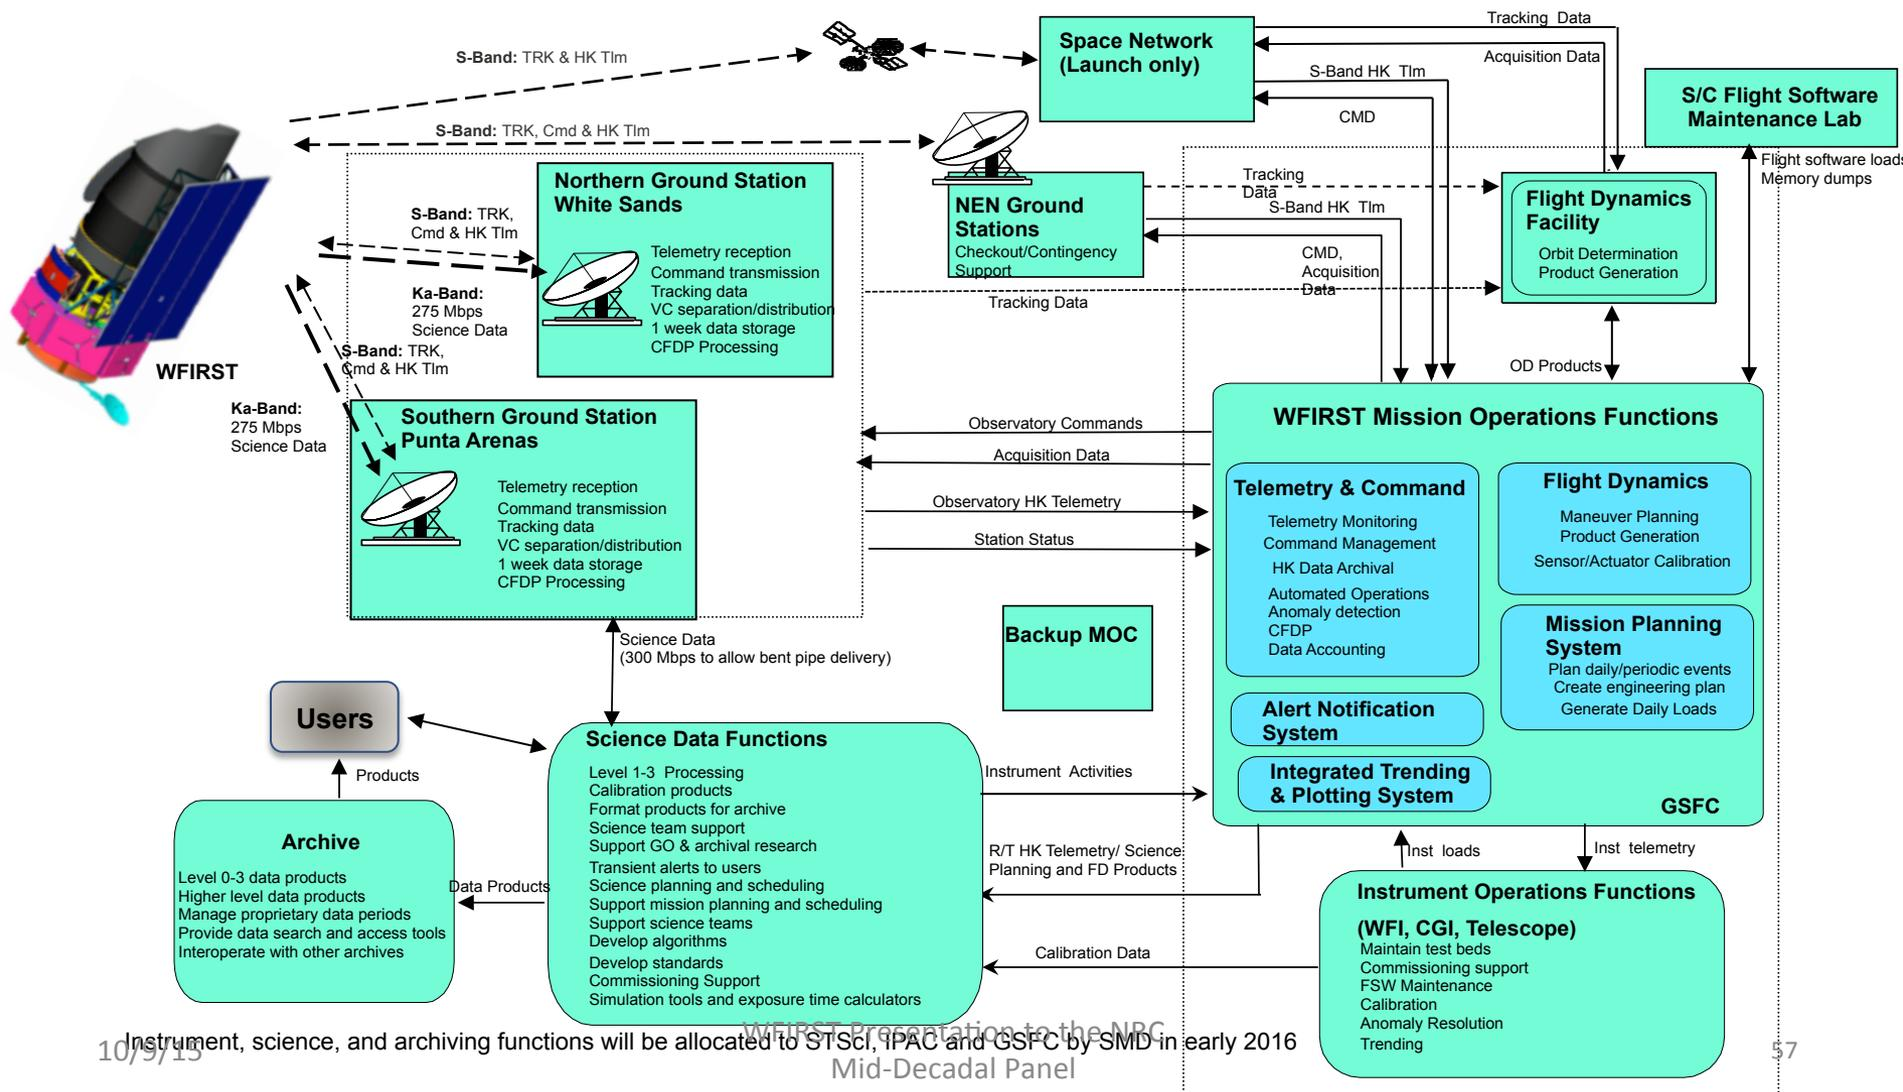 Tracking  Data
S-Band: TRK & HK Tlm
Space Network
(Launch only)
Acquisition Data
S-Band HK  Tlm
CMD
S/C Flight Software
Maintenance Lab
Flight software loads
Memory dumps
S-Band: TRK, Cmd & HK Tlm
Northern Ground Station
White Sands
Telemetry reception
Command transmission
Tracking data
VC separation/distribution
1 week data storage
CFDP Processing
S-Band: TRK,
Cmd & HK Tlm
Ka-Band:
275 Mbps
Science Data
NEN Ground
Stations
Checkout/Contingency
Support
Tracking
Data
S-Band HK  Tlm
CMD,
Acquisition
Data
Tracking Data
Flight Dynamics
Facility
Orbit Determination
Product Generation
OD Products
WFIRST
S-Band: TRK,
Cmd & HK Tlm
Ka-Band:
275 Mbps
Science Data
Southern Ground Station
Punta Arenas
Telemetry reception
Command transmission
Tracking data
VC separation/distribution
1 week data storage
CFDP Processing
Observatory Commands
Acquisition Data
Observatory HK Telemetry
Station Status
WFIRST Mission Operations Functions
Telemetry & Command
Telemetry Monitoring
Command Management
HK Data Archival
Automated Operations
Anomaly detection
CFDP
Data Accounting
Flight Dynamics
Maneuver Planning
Product Generation
Sensor/Actuator Calibration
Mission Planning
System
Plan daily/periodic events
Create engineering plan
Generate Daily Loads
Alert Notification
System
Integrated Trending
& Plotting System
GSFC
Backup MOC
Science Data
(300 Mbps to allow bent pipe delivery)
Users
Products
Science Data Functions
Level 1-3  Processing
Calibration products
Format products for archive
Science team support
Support GO & archival research
Transient alerts to users
Science planning and scheduling
Support mission planning and scheduling
Support science teams
Develop algorithms
Develop standards
Commissioning Support
Simulation tools and exposure time calculators
Instrument  Activities
R/T HK Telemetry/ Science
Planning and FD Products
Calibration Data
Archive
Level 0-3 data products
Higher level data products
Manage proprietary data periods
Provide data search and access tools
Interoperate with other archives
Data Products
Inst  loads
Inst  telemetry
Instrument Operations Functions
(WFI, CGI, Telescope)
Maintain test beds
Commissioning support
FSW Maintenance
Calibration
Anomaly Resolution
Trending
Instrument, science, and archiving functions will be allocated to STScI, IPAC and GSFC by SMD in early 2016
10/9/15
WFIRST Presentation to the NRC
Mid-Decadal Panel
57